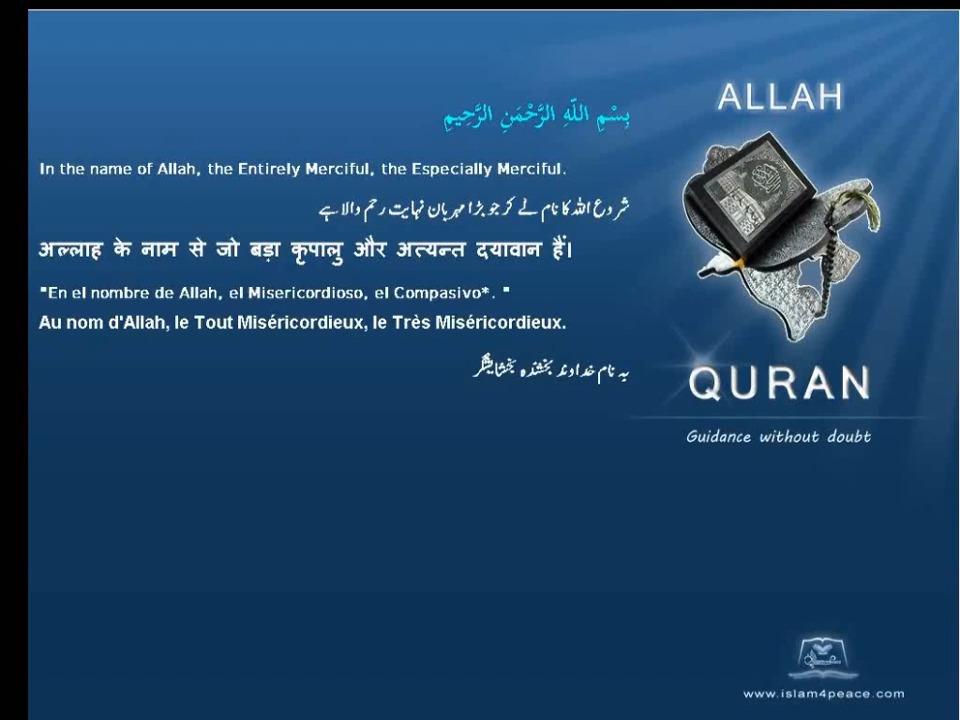 بِسْمِ اللّهِ الرَّحْمَنِ الرَّحِيمِ
In the name of Allah, the Entirely Merciful, the Especially Merciful.
شروع الله کا نام لے کر جو بڑا مہربان نہایت رحم والا ہے
अल्लाह के नाम से जो बड़ा कृपालु और अत्यन्त दयावान हैं।
"En el nombre de Allah, el Misericordioso, el Compasivo*. "
Au nom d'Allah, le Tout Miséricordieux, le Très Miséricordieux.
به نام خداوند بخشنده بخشایشگر
ALLAH
QURAN
Guidance without doubt
www.islam4peace.com